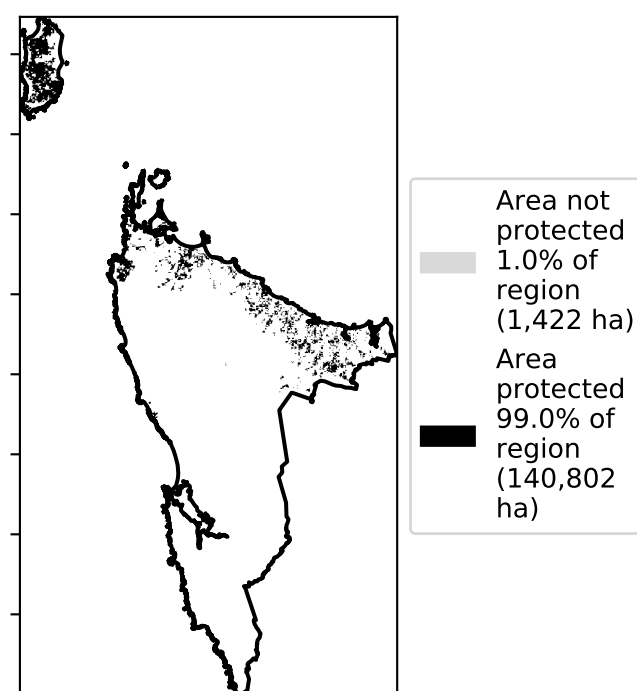 Area not
protected
1.0% of
region
(1,422 ha)
Area
protected
99.0% of
region
(140,802
ha)